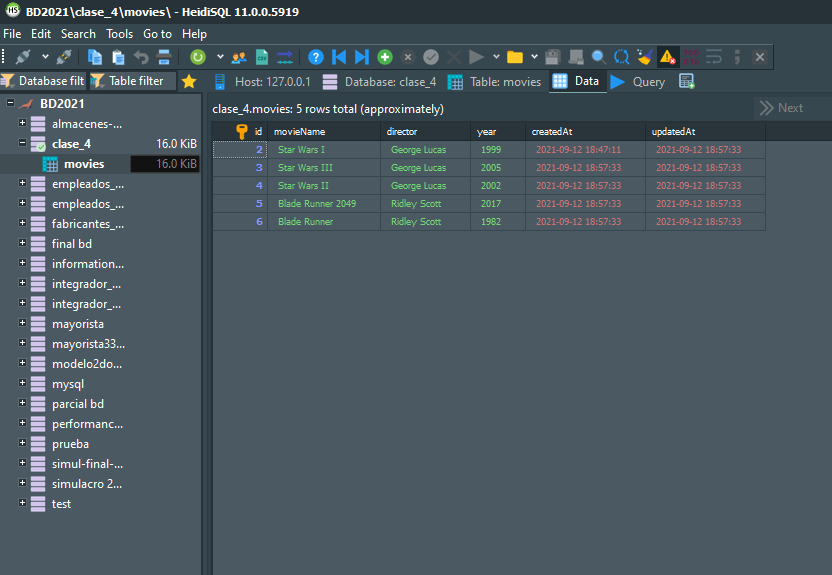 HS BD2021\clase_4\movies\ - HeidiSQL 11.0.0.5919
File Edit Search Tools Go to Help
Database filt Table filter Host: 127.0.0.1 Database: clase_4 Table: movies Data Query
BD2021
almacenes-...
clase_4 16.0 KiB
movies 16.0 KiB
empleados_...
empleados_...
fabricantes_...
final bd
information...
integrador_...
integrador_...
mayorista
mayorista33...
modelo2do...
mysql
parcial bd
performanc...
prueba
simul-final-...
simulacro 2...
test
clase_4.movies: 5 rows total (approximately) Next
id movieName director year createdAt updatedAt
2 Star Wars I George Lucas 1999 2021-09-12 18:47:11 2021-09-12 18:57:33
3 Star Wars III George Lucas 2005 2021-09-12 18:57:33 2021-09-12 18:57:33
4 Star Wars II George Lucas 2002 2021-09-12 18:57:33 2021-09-12 18:57:33
5 Blade Runner 2049 Ridley Scott 2017 2021-09-12 18:57:33 2021-09-12 18:57:33
6 Blade Runner Ridley Scott 1982 2021-09-12 18:57:33 2021-09-12 18:57:33